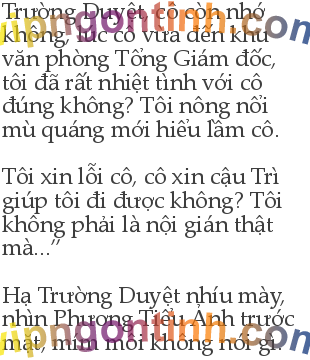 Trường Duyệt, cô còn nhớ
không, lúc cô vừa đến khu
văn phòng Tổng Giám đốc,
tôi đã rất nhiệt tình với cô
đúng không? Tôi nông nổi
mù quáng mới hiểu lầm cô.
Tôi xin lỗi cô, cô xin cậu Trì
giúp tôi đi được không? Tôi
không phải là nội gián thật
mà...”
Hạ Trường Duyệt nhíu mày,
nhìn Phương Tiểu Ảnh trước
mặt, mím môi không nói gì.
vipngontinh.com
vipngontinh.com